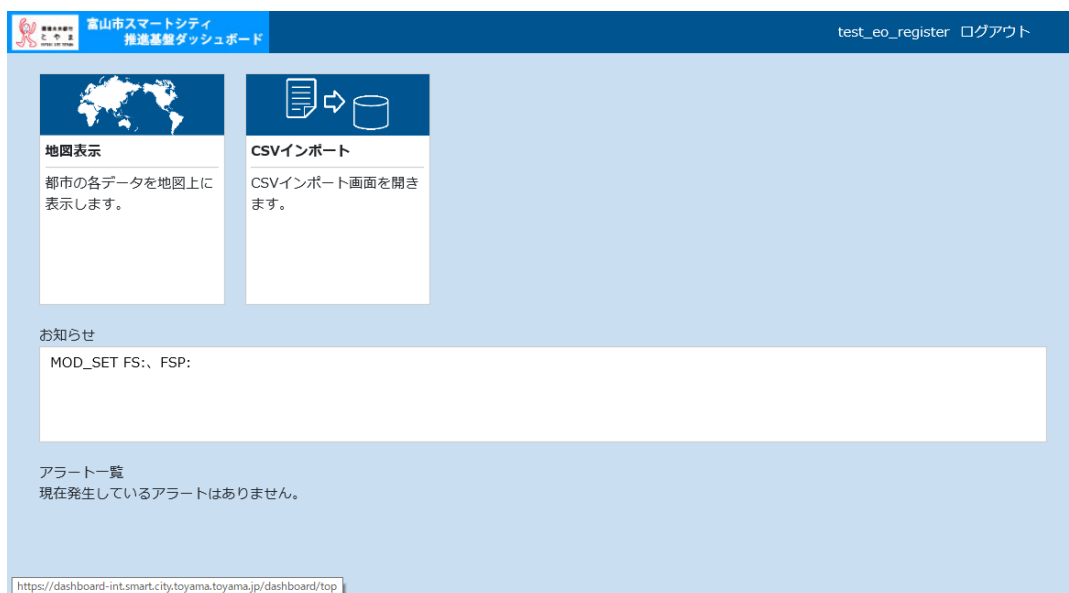 とやま
富山市スマートシティ
推進基盤ダッシュボード
test_eo_register ログアウト
地図表示
都市の各データを地図上に
表示します。
CSVインポート
CSVインポート画面を開き
ます。
お知らせ
MOD_SET FS:、FSP:
アラート一覧
現在発生しているアラートはありません。
https://dashboard-int.smart.city.toyama.toyama.jp/dashboard/top